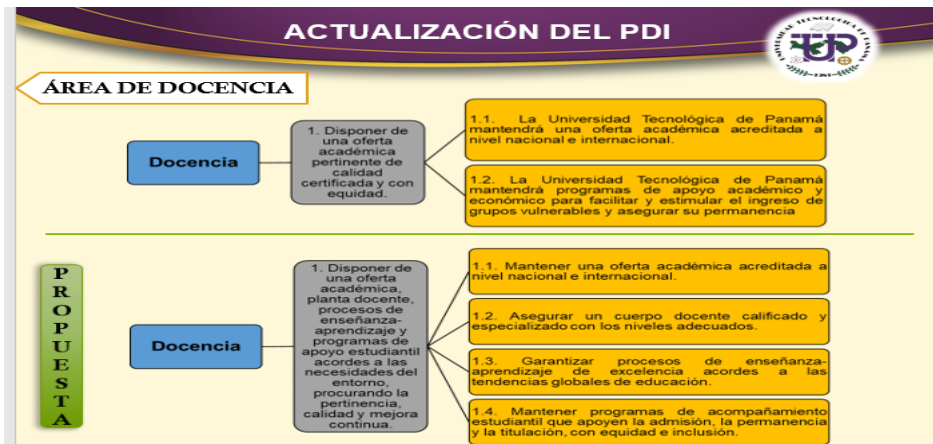 ACTUALIZACIÓN DEL PDI
UNIVERSIDAD TECNOLÓGICA DE PANAMÁ
UTP
1981
ÁREA DE DOCENCIA
Docencia
1. Disponer de
una oferta
académica
pertinente de
calidad
certificada y con
equidad.
1.1. La Universidad Tecnológica de Panamá
mantendrá una oferta académica acreditada a
nivel nacional e internacional.
1.2. La Universidad Tecnológica de Panamá
mantendrá programas de apoyo académico y
económico para facilitar y estimular el ingreso de
grupos vulnerables y asegurar su permanencia
PROPUESTA
Docencia
1. Disponer de
una oferta
académica,
planta docente,
procesos de
enseñanza-
aprendizaje y
programas de
apoyo estudiantil
acordes a las
necesidades del
entorno,
procurando la
pertinencia,
calidad y mejora
continua.
1.1. Mantener una oferta académica acreditada a
nivel nacional e internacional.
1.2. Asegurar un cuerpo docente calificado y
especializado con los niveles adecuados.
1.3. Garantizar procesos de enseñanza-
aprendizaje de excelencia acordes a las
tendencias globales de educación.
1.4. Mantener programas de acompañamiento
estudiantil que apoyen la admisión, la permanencia
y la titulación, con equidad e inclusión.